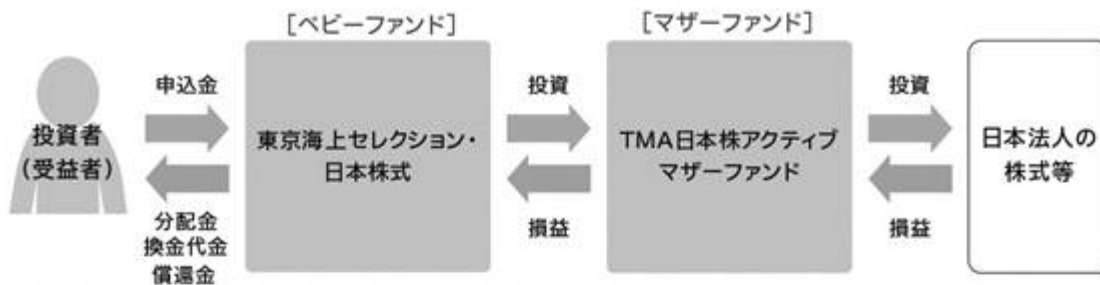 [ベビーファンド]
[マザーファンド]
投資者
(受益者)
申込金
分配金
換金代金
償還金
東京海上セレクション・
日本株式
投資
損益
TMA日本株アクティブ
マザーファンド
投資
損益
日本法人の
株式等